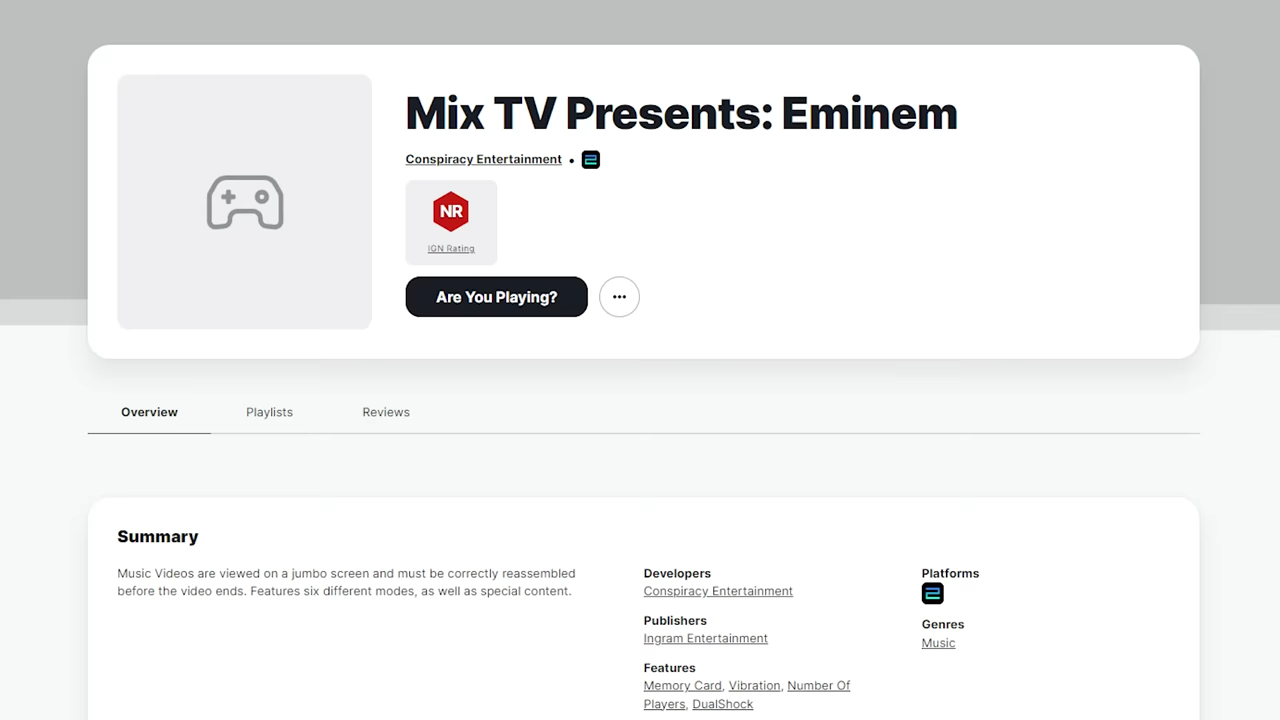 Mix TV Presents: Eminem
Conspiracy Entertainment •
NR
IGN Rating
Are You Playing?
Overview Playlists Reviews
Summary
Music Videos are viewed on a jumbo screen and must be correctly reassembled
before the video ends. Features six different modes, as well as special content.
Developers
Conspiracy Entertainment
Publishers
Ingram Entertainment
Features
Memory Card, Vibration, Number Of
Players, DualShock
Platforms
Genres
Music